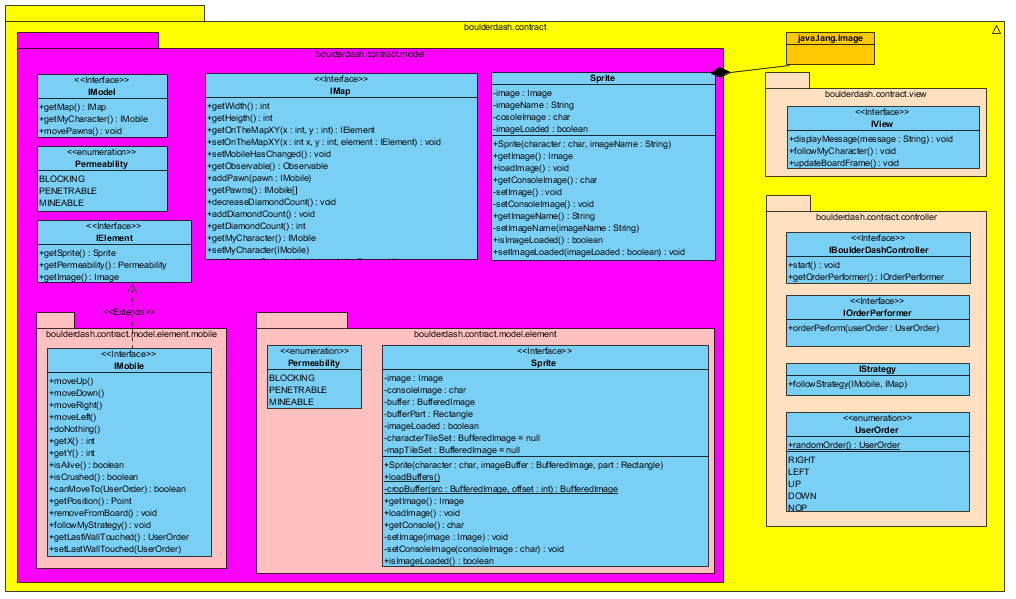 boulderdash.contract
java.lang.Image
boulderdash.contract.model
<<Interface>>
IModel
+getMap() : IMap
+getMyCharacter() : IMobile
+movePawns() : void
<<enumeration>>
Permeability
BLOCKING
PENETRABLE
MINEABLE
<<Interface>>
IElement
+getSprite() : Sprite
+getPermeability() : Permeability
+getImage() : Image
<<Interface>>
IMap
+getWidth() : int
+getHeigth() : int
+getOnTheMapXY(x : int, y : int) : IElement
+setOnTheMapXY(x : int x, y : int, element : IElement) : void
+setMobileHasChanged() : void
+getObservable() : Observable
+addPawn(pawn : IMobile)
+getPawns() : IMobile[]
+decreaseDiamondCount() : void
+addDiamondCount() : void
+getDiamondCount() : int
+getMyCharacter() : IMobile
+setMyCharacter(IMobile)
Sprite
-image : Image
-imageName : String
-cosoleImage : char
-imageLoaded : boolean
+Sprite(character : char, imageName : String)
+getImage() : Image
+loadImage() : void
+getConsoleImage() : char
-setImage() : void
-setConsoleImage() : void
+getImageName() : String
-setImageName(imageName : String)
+isImageLoaded() : boolean
-setImageLoaded(imageLoaded : boolean) : void
<<Extends>>
boulderdash.contract.model.element.mobile
<<Interface>>
IMobile
+moveUp()
+moveDown()
+moveRight()
+moveLeft()
+doNothing()
+getX() : int
+getY() : int
+isAlive() : boolean
+isCrushed() : boolean
+canMoveTo(UserOrder) : boolean
+getPosition() : Point
+removeFromBoard() : void
+followMyStrategy() : void
+getLastWallTouched() : UserOrder
+setLastWallTouched(UserOrder)
boulderdash.contract.model.element
<<enumeration>>
Permeability
BLOCKING
PENETRABLE
MINEABLE
<<Interface>>
Sprite
-image : Image
-consoleImage : char
-buffer : BufferedImage
-bufferPart : Rectangle
-imageLoaded : boolean
-characterTileSet : BufferedImage = null
-mapTileSet : BufferedImage = null
+Sprite(character : char, imageBuffer : BufferedImage, part : Rectangle)
+loadBuffers()
-cropBuffer(src : BufferedImage, offset : int) : BufferedImage
+getImage() : Image
+loadImage() : void
+getConsole() : char
-setImage(image : Image) : void
-setConsoleImage(consoleImage : char) : void
+isImageLoaded() : boolean
boulderdash.contract.view
<<Interface>>
IView
+displayMessage(message : String) : void
+followMyCharacter() : void
+updateBoardFrame() : void
boulderdash.contract.controller
<<Interface>>
IBoulderDashController
+start() : void
+getOrderPerformer() : IOrderPerformer
<<Interface>>
IOrderPerformer
+orderPerform(userOrder : UserOrder)
IStrategy
+followStrategy(IMobile, IMap)
<<enumeration>>
UserOrder
+randomOrder() : UserOrder
RIGHT
LEFT
UP
DOWN
NOP